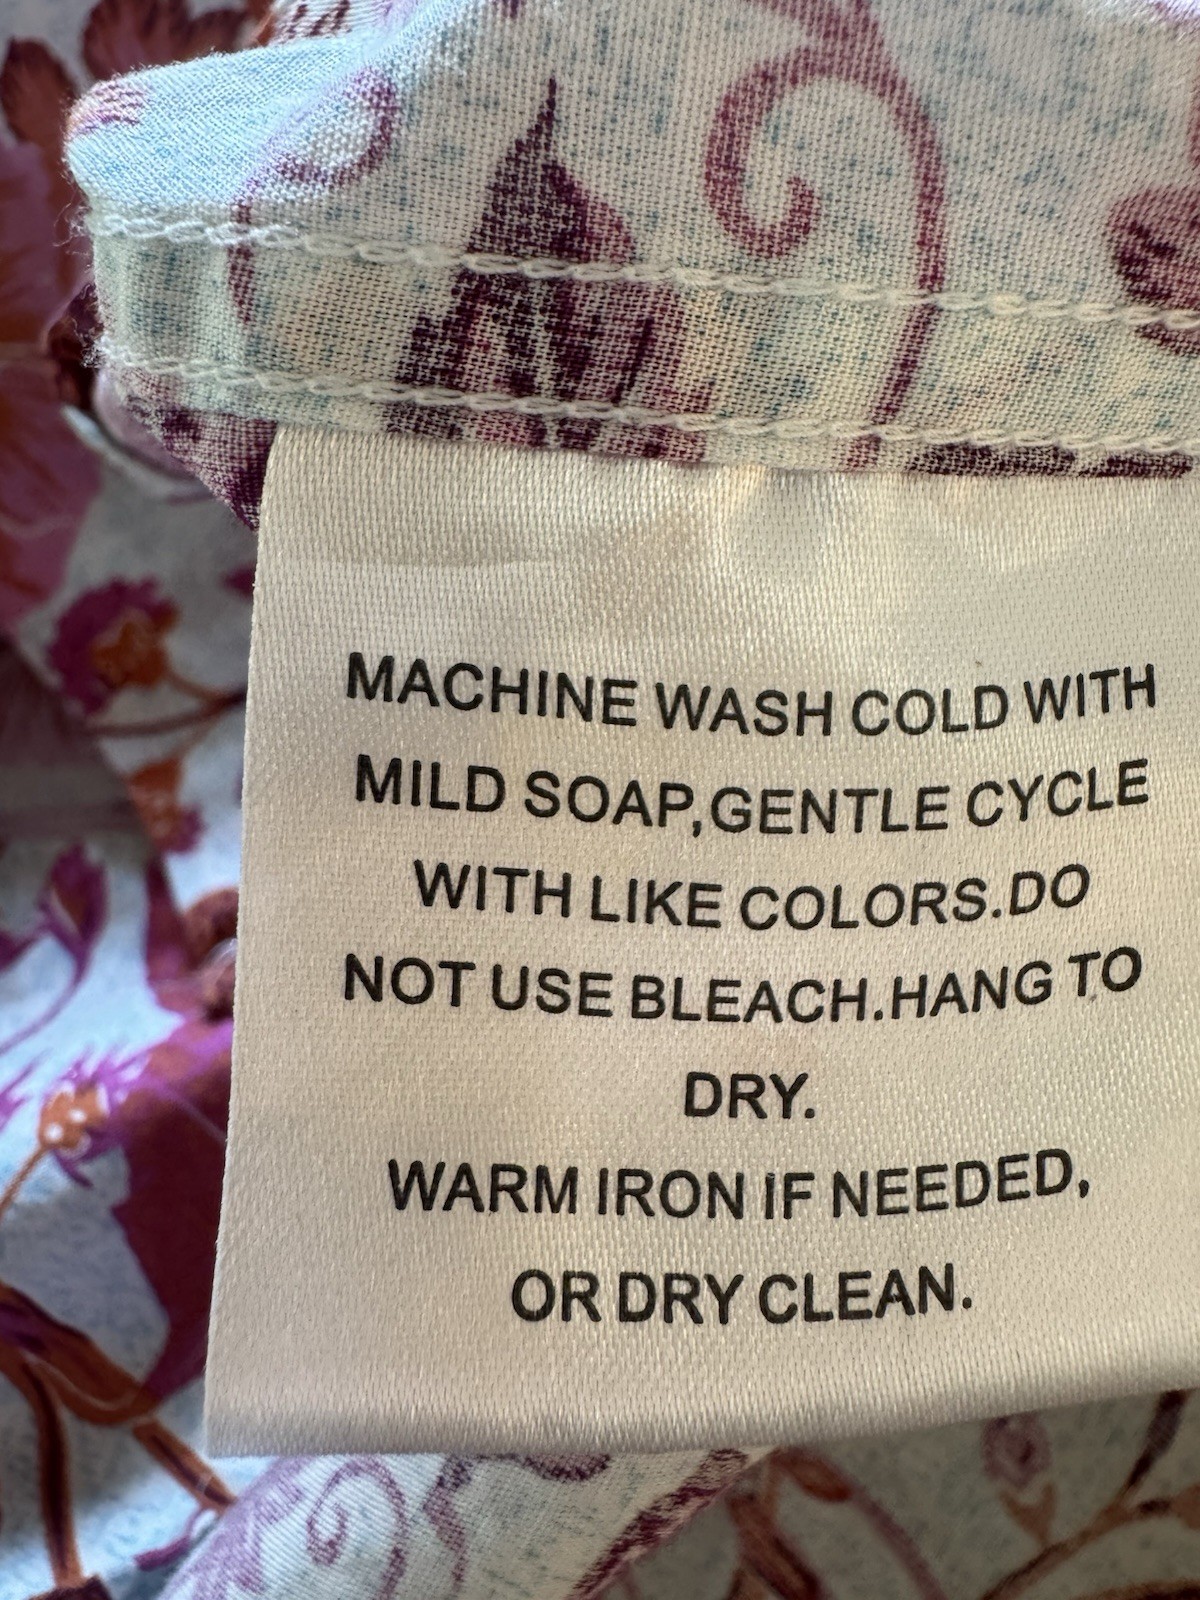 MACHINE WASH COLD WITH
MILD SOAP,GENTLE CYCLE
WITH LIKE COLORS.DO
NOT USE BLEACH.HANG TO
DRY.
WARM IRON IF NEEDED,
OR DRY CLEAN.